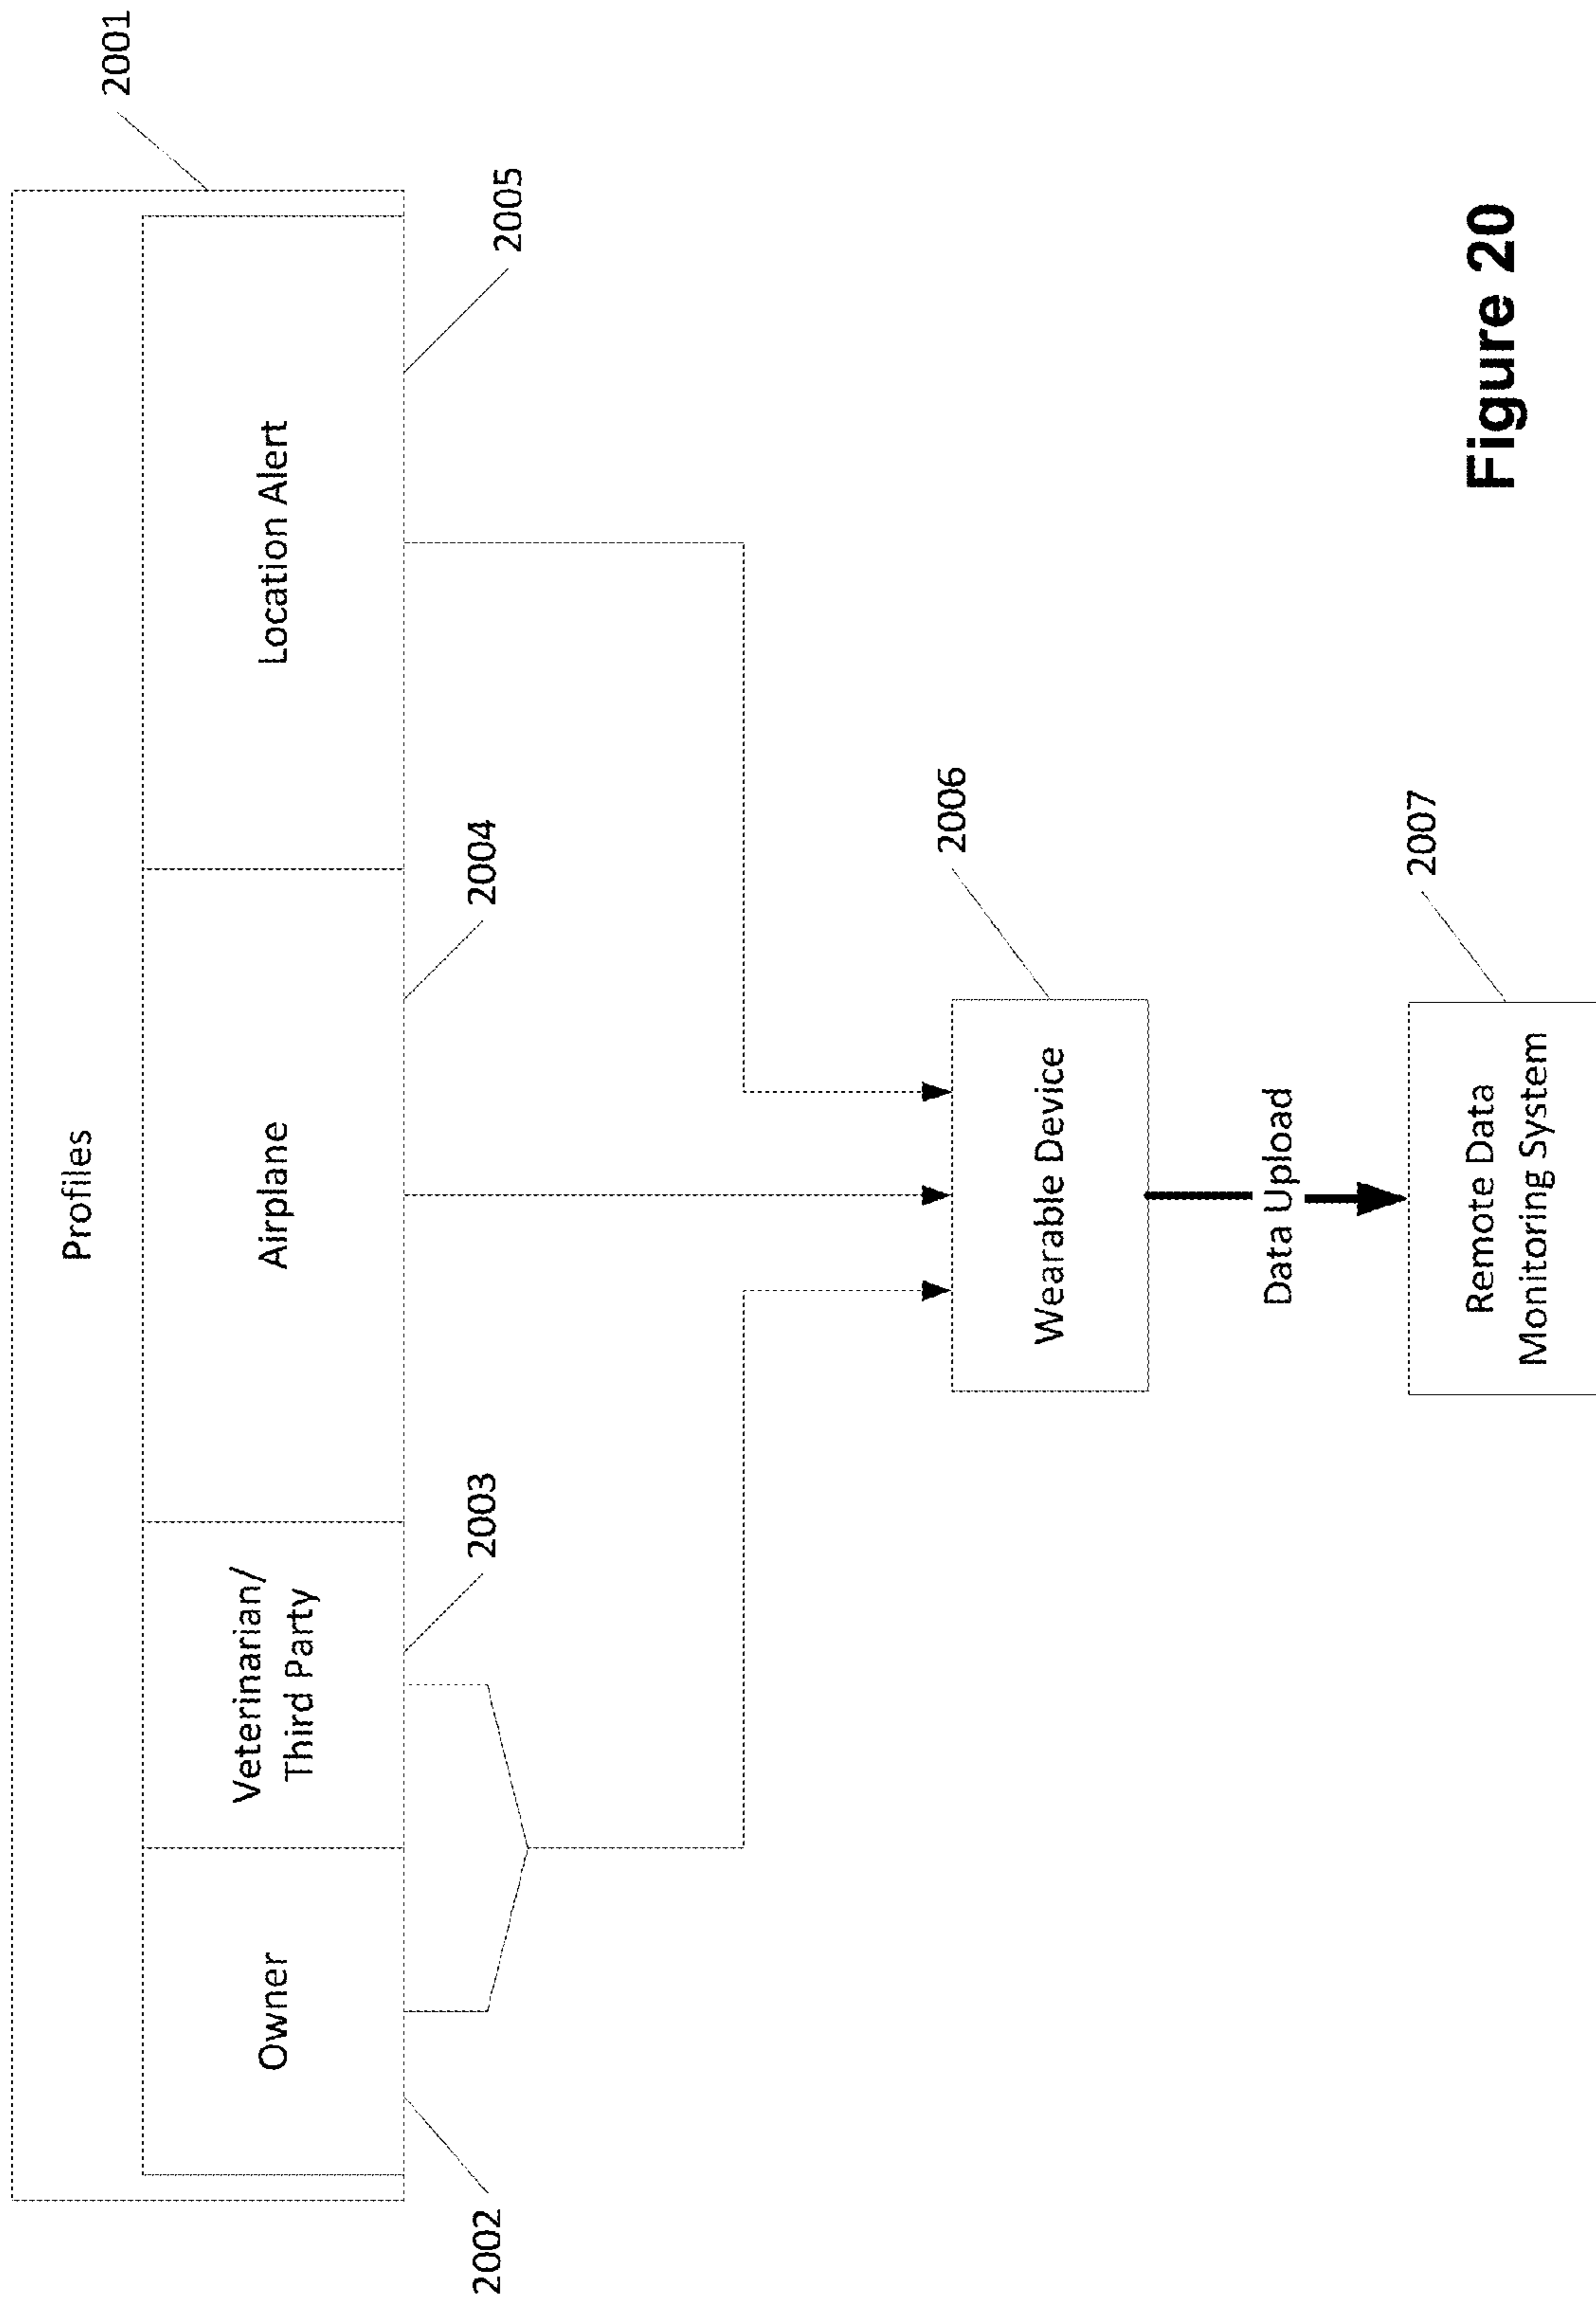 2001
Profiles
Owner
Veterinarian/
Third Party
Airplane
Location Alert
2002
2003
2004
2005
Wearable Device
2006
Data Upload
Remote Data
Monitoring System
2007
Figure 20